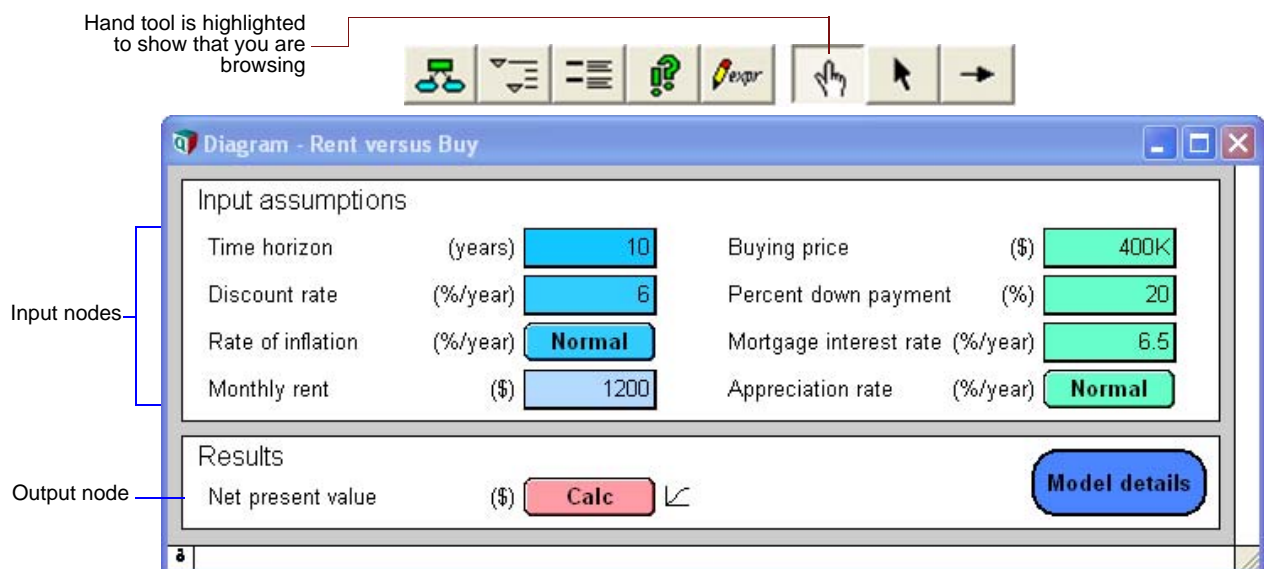 Hand tool is highlighted
to show that you are
browsing
expr
Diagram - Rent versus Buy
Input assumptions
Input nodes
Time horizon (years) 10
Discount rate (%/year) 6
Rate of inflation (%/year) Normal
Monthly rent ($) 1200
Buying price ($) 400K
Percent down payment (%) 20
Mortgage interest rate (%/year) 6.5
Appreciation rate (%/year) Normal
Results
Output node
Net present value ($) Calc
Model details